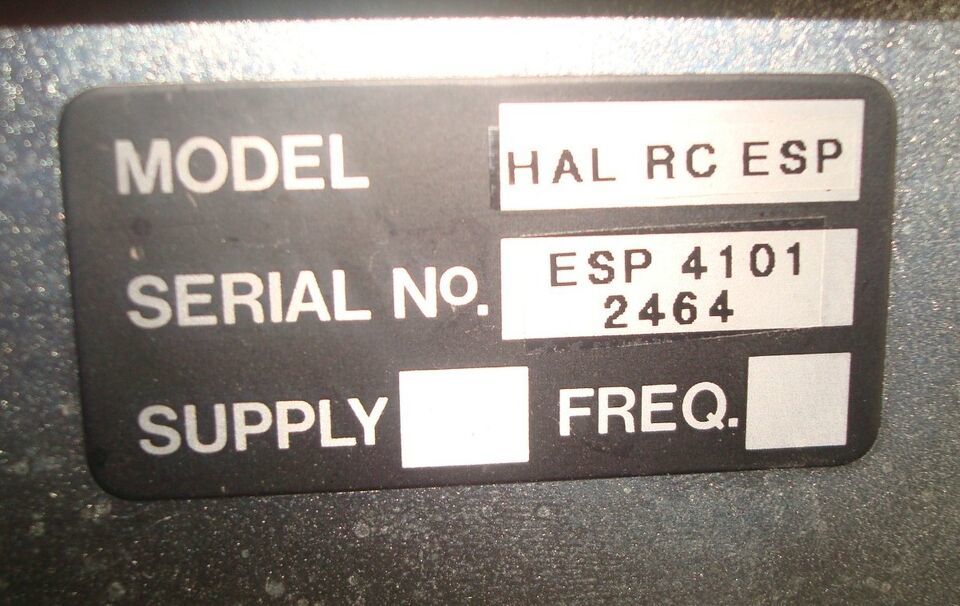 MODEL HAL RC ESP
SERIAL No. ESP 4101
2464
SUPPLY FREQ.